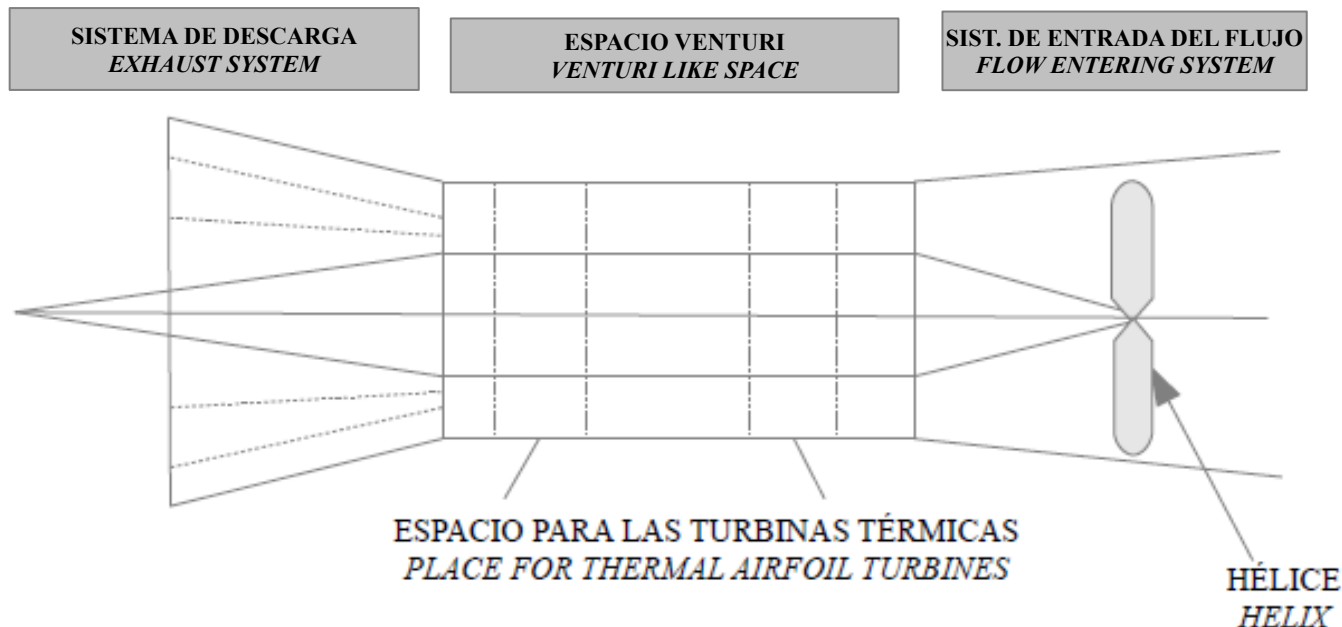 SISTEMA DE DESCARGA
EXHAUST SYSTEM
ESPACIO VENTURI
VENTURI LIKE SPACE
SIST. DE ENTRADA DEL FLUJO
FLOW ENTERING SYSTEM
ESPACIO PARA LAS TURBINAS TÉRMICAS
PLACE FOR THERMAL AIRFOIL TURBINES
HÉLICE
HELIX